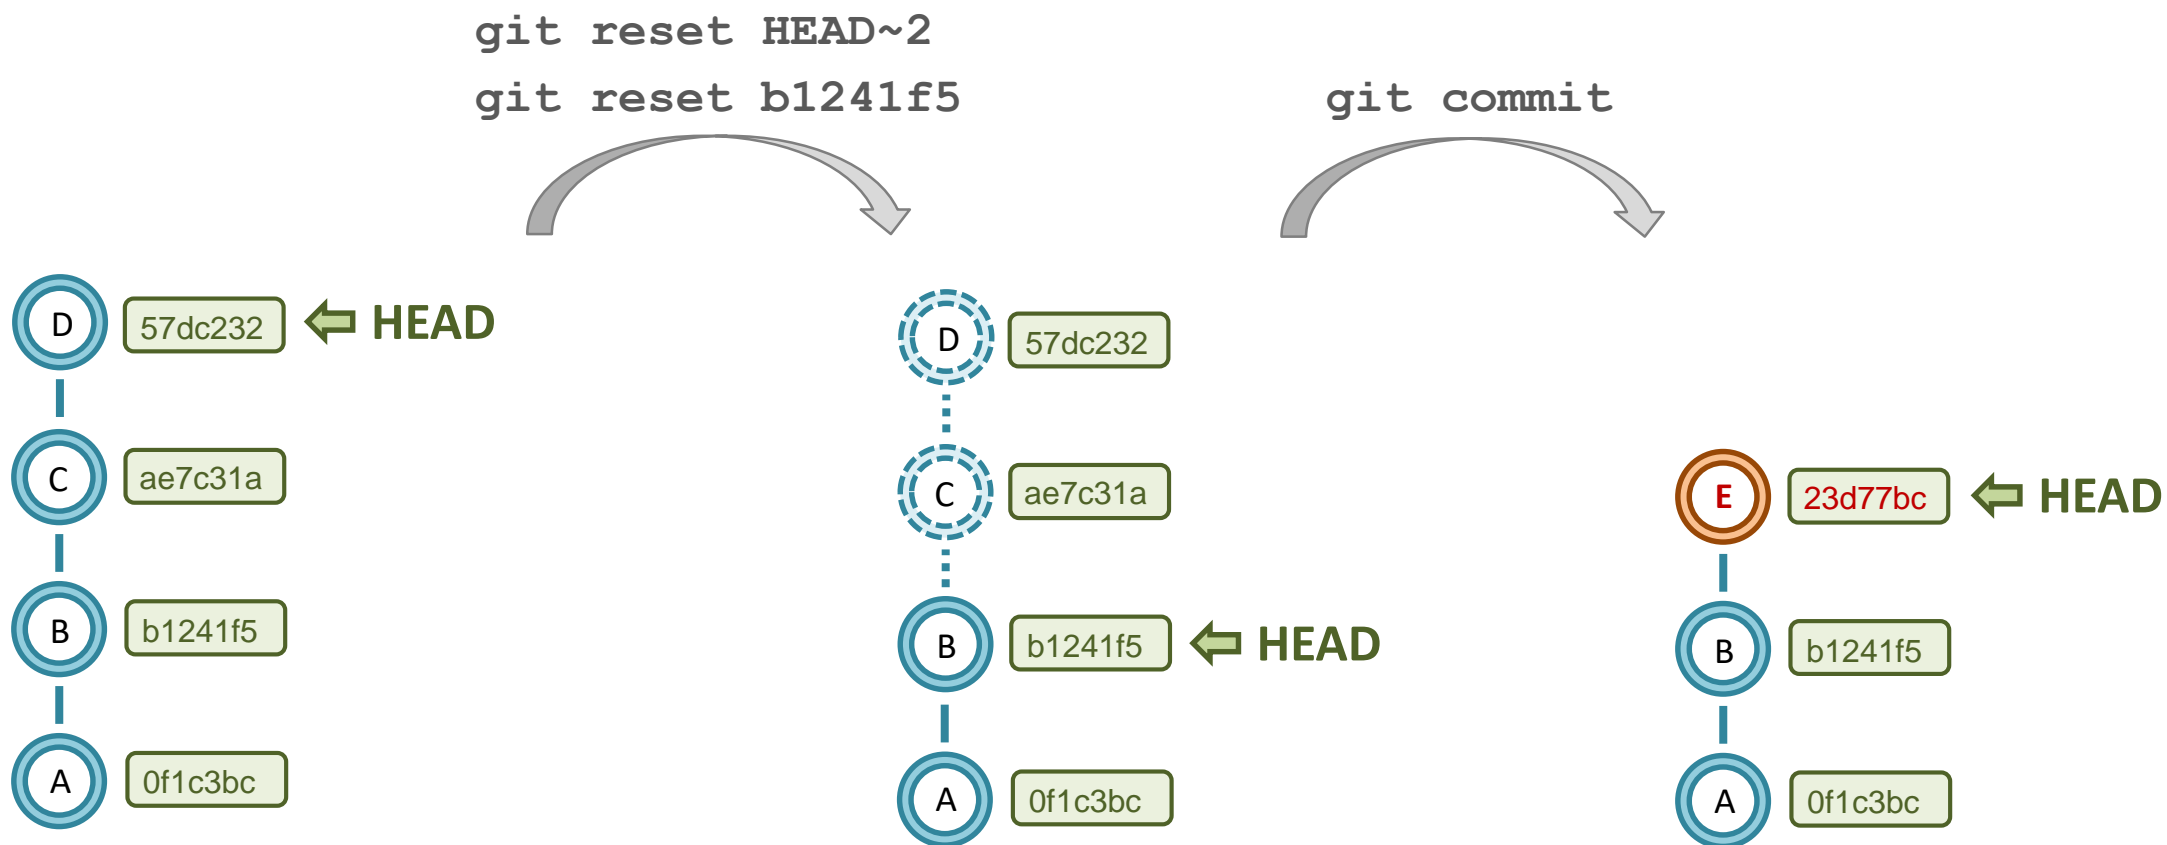 git reset HEAD~2
git reset b1241f5
git commit
D 57dc232 HEAD
C ae7c31a
B b1241f5
A 0f1c3bc
D 57dc232
C ae7c31a
B b1241f5 HEAD
A 0f1c3bc
E 23d77bc HEAD
B b1241f5
A 0f1c3bc